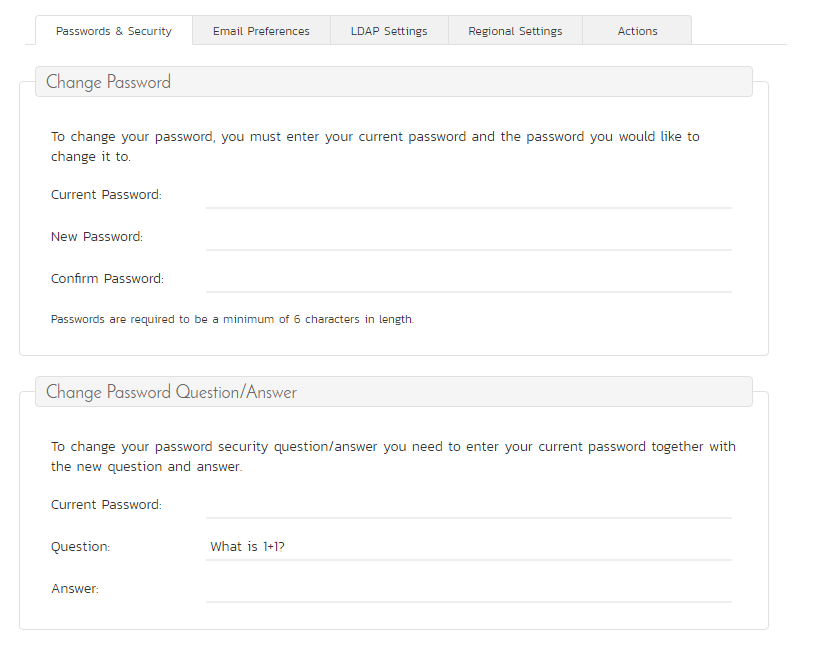 Passwords & Security
Email Preferences
LDAP Settings
Regional Settings
Actions
Change Password
To change your password, you must enter your current password and the password you would like to
change it to.
Current Password:
New Password:
Confirm Password:
Passwords are required to be a minimum of 6 characters in length.
Change Password Question/Answer
To change your password security question/answer you need to enter your current password together with
the new question and answer.
Current Password:
Question: What is 1+1?
Answer: